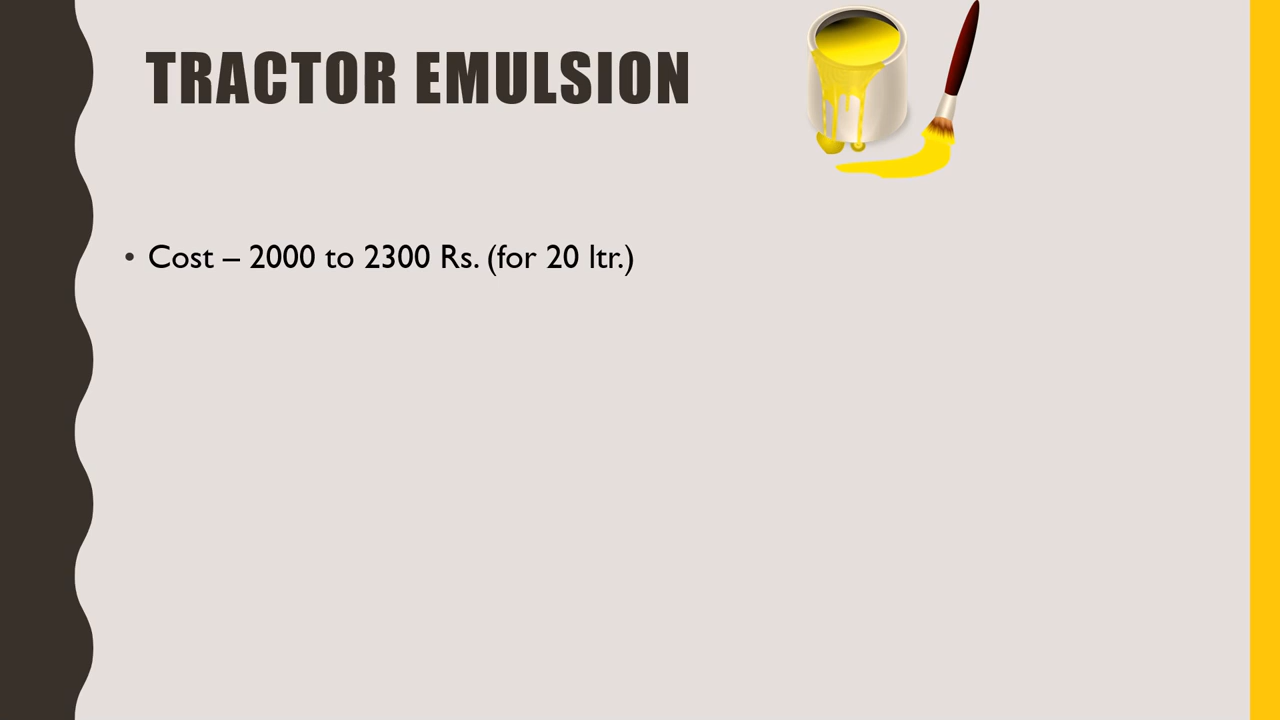 TRACTOR EMULSION
• Cost – 2000 to 2300 Rs. (for 20 ltr.)